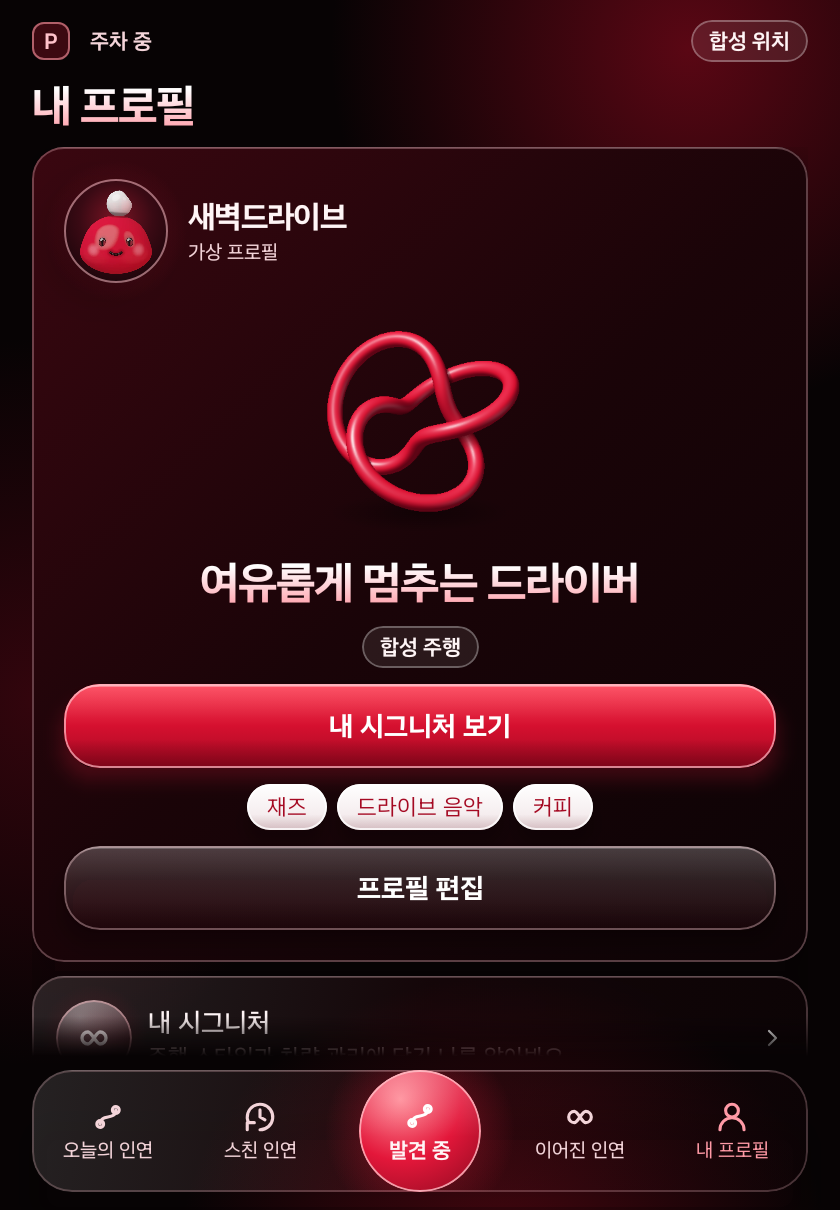 P 주차 중
합성 위치
내 프로필
새벽드라이브
가상 프로필
여유롭게 멈추는 드라이버
합성 주행
내 시그니처 보기
재즈 드라이브 음악 커피
프로필 편집
내 시그니처
오늘의 인연
스친 인연
발견 중
이어진 인연
내 프로필